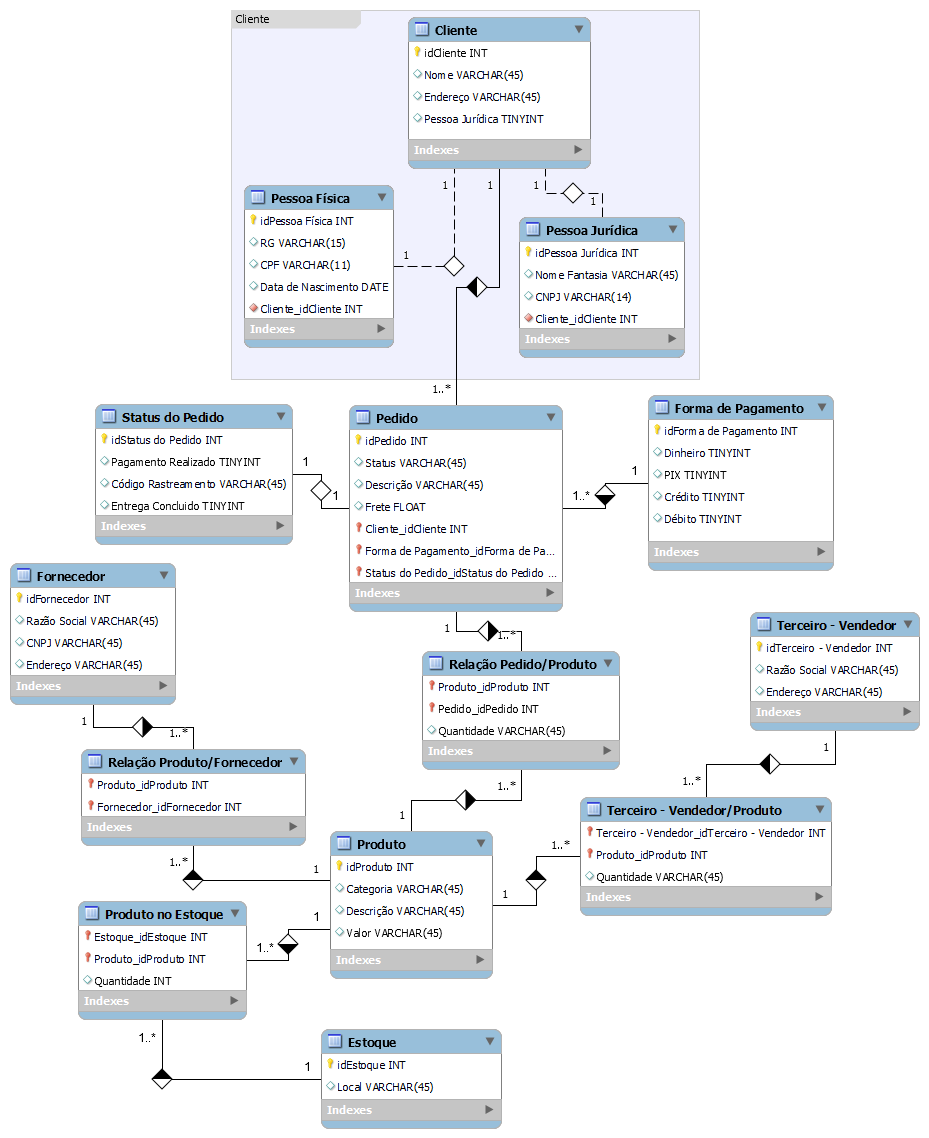 Cliente
Cliente
idCliente INT
Nome VARCHAR(45)
Endereço VARCHAR(45)
Pessoa Jurídica TINYINT
Indexes
1
1
1
1
1
Pessoa Física
idPessoa Física INT
RG VARCHAR(15)
CPF VARCHAR(11)
Data de Nascimento DATE
Cliente_idCliente INT
Indexes
Pessoa Jurídica
idPessoa Jurídica INT
Nome Fantasia VARCHAR(45)
CNPJ VARCHAR(14)
Cliente_idCliente INT
Indexes
1..*
Status do Pedido
idStatus do Pedido INT
Pagamento Realizado TINYINT
Código Rastreamento VARCHAR(45)
Entrega Concluido TINYINT
Indexes
1
1
Pedido
idPedido INT
Status VARCHAR(45)
Descrição VARCHAR(45)
Frete FLOAT
Cliente_idCliente INT
Forma de Pagamento_idForma de Pa...
Status do Pedido_idStatus do Pedido ...
Indexes
1..*
1
Forma de Pagamento
idForma de Pagamento INT
Dinheiro TINYINT
PIX TINYINT
Crédito TINYINT
Débito TINYINT
Indexes
Fornecedor
idFornecedor INT
Razão Social VARCHAR(45)
CNPJ VARCHAR(45)
Endereço VARCHAR(45)
Indexes
1
1..*
1
1..*
Relação Pedido/Produto
Produto_idProduto INT
Pedido_idPedido INT
Quantidade VARCHAR(45)
Indexes
1..*
1
Terceiro - Vendedor
idTerceiro - Vendedor INT
Razão Social VARCHAR(45)
Endereço VARCHAR(45)
Indexes
1
1..*
Relação Produto/Fornecedor
Produto_idProduto INT
Fornecedor_idFornecedor INT
Indexes
1..*
1
Terceiro - Vendedor/Produto
Terceiro - Vendedor_idTerceiro - Vendedor INT
Produto_idProduto INT
Quantidade VARCHAR(45)
Indexes
1..*
1
Produto
idProduto INT
Categoria VARCHAR(45)
Descrição VARCHAR(45)
Valor VARCHAR(45)
Indexes
Produto no Estoque
Estoque_idEstoque INT
Produto_idProduto INT
Quantidade INT
Indexes
1
1..*
1..*
1
Estoque
idEstoque INT
Local VARCHAR(45)
Indexes